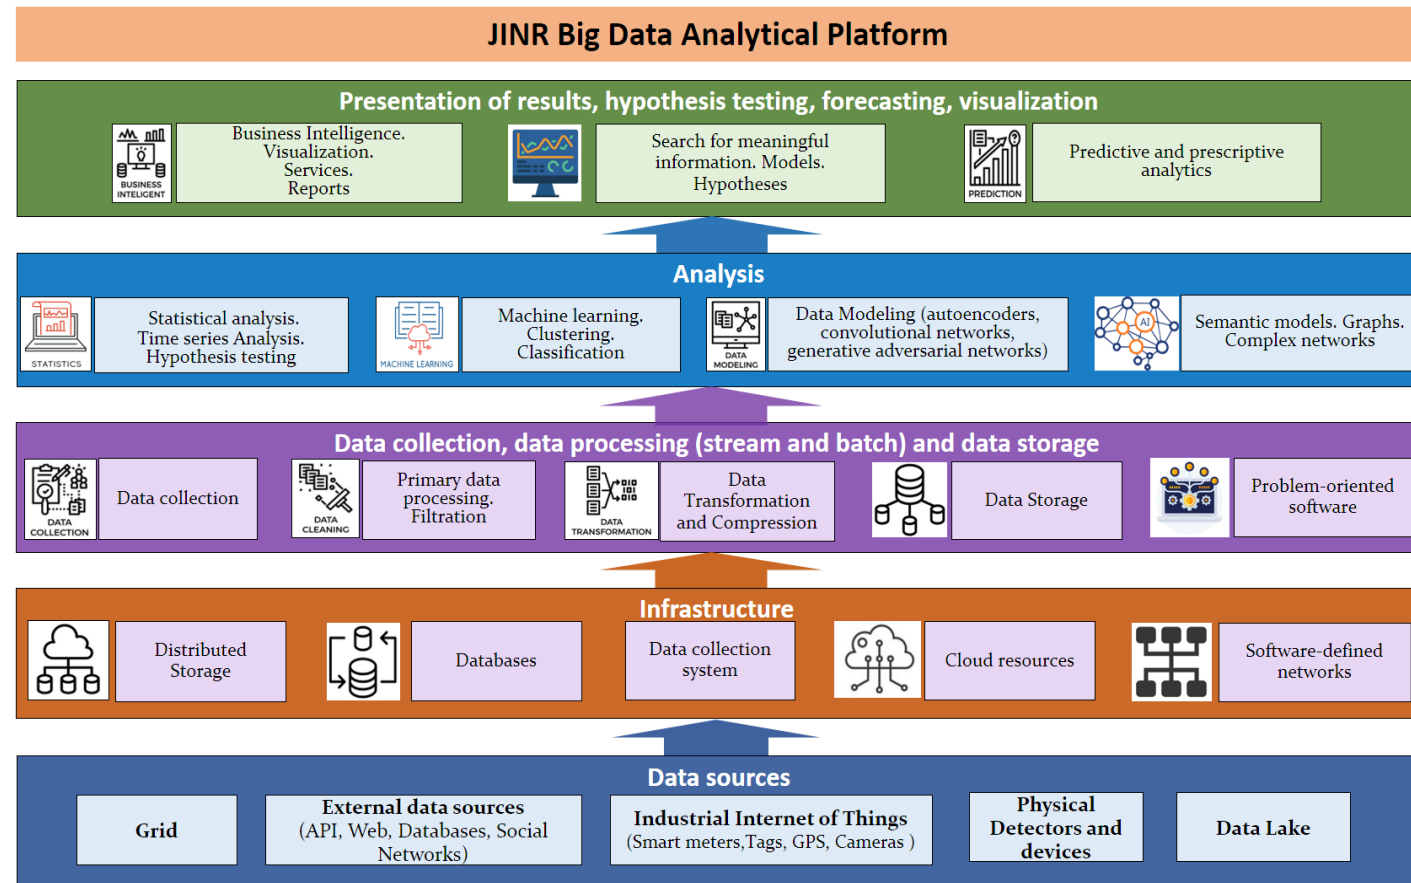 JINR Big Data Analytical Platform
Presentation of results, hypothesis testing, forecasting, visualization
BUSINESS
INTELIGENT
Business Intelligence.
Visualization.
Services.
Reports
Search for meaningful
information. Models.
Hypotheses
PREDICTION
Predictive and prescriptive
analytics
Analysis
STATISTICS
Statistical analysis.
Time series Analysis.
Hypothesis testing
MACHINE LEARNING
Machine learning.
Clustering.
Classification
DATA
MODELING
Data Modeling (autoencoders,
convolutional networks,
generative adversarial networks)
AI
Semantic models. Graphs.
Complex networks
Data collection, data processing (stream and batch) and data storage
DATA
COLLECTION
Data collection
DATA
CLEANING
Primary data
processing.
Filtration
DATA
TRANSFORMATION
Data
Transformation
and Compression
Data Storage
Problem-oriented
software
Infrastructure
Distributed
Storage
Databases
Data collection
system
Cloud resources
Software-defined
networks
Data sources
Grid
External data sources
(API, Web, Databases, Social
Networks)
Industrial Internet of Things
(Smart meters,Tags, GPS, Cameras )
Physical
Detectors and
devices
Data Lake